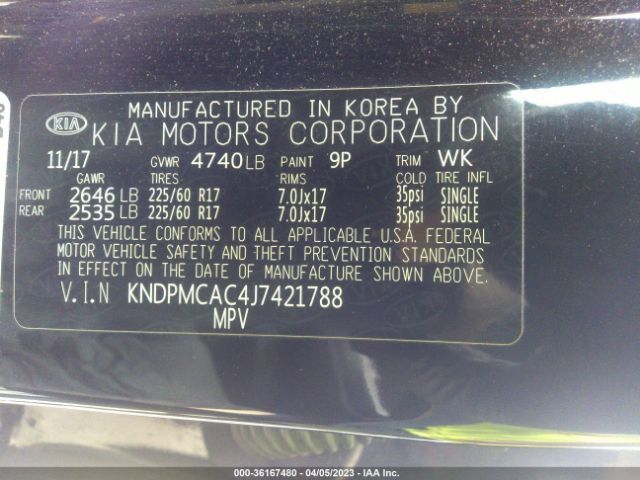 MANUFACTURED IN KOREA BY
KIA KIA MOTORS CORPORATION
11/17 GVWR 4740 LB PAINT 9P TRIM WK
GAWR TIRES RIMS COLD TIRE INFL
FRONT 2646 LB 225/60 R17 7.0Jx17 35psi SINGLE
REAR 2535 LB 225/60 R17 7.0Jx17 35psi SINGLE
THIS VEHICLE CONFORMS TO ALL APPLICABLE U.S.A. FEDERAL
MOTOR VEHICLE SAFETY AND THEFT PREVENTION STANDARDS
IN EFFECT ON THE DATE OF MANUFACTURE SHOWN ABOVE.
V.I.N KNDPMCAC4J7421788
MPV
000-36167480 - 04/05/2023 - IAA Inc.